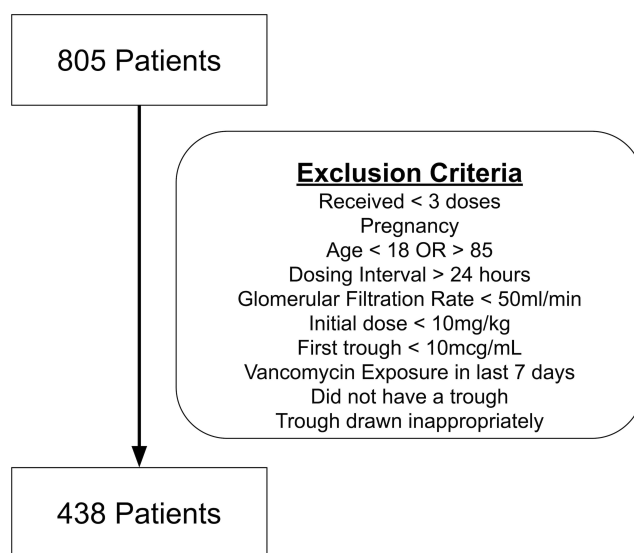 805 Patients
Exclusion Criteria
Received < 3 doses
Pregnancy
Age < 18 OR > 85
Dosing Interval > 24 hours
Glomerular Filtration Rate < 50ml/min
Initial dose < 10mg/kg
First trough < 10mcg/mL
Vancomycin Exposure in last 7 days
Did not have a trough
Trough drawn inappropriately
438 Patients